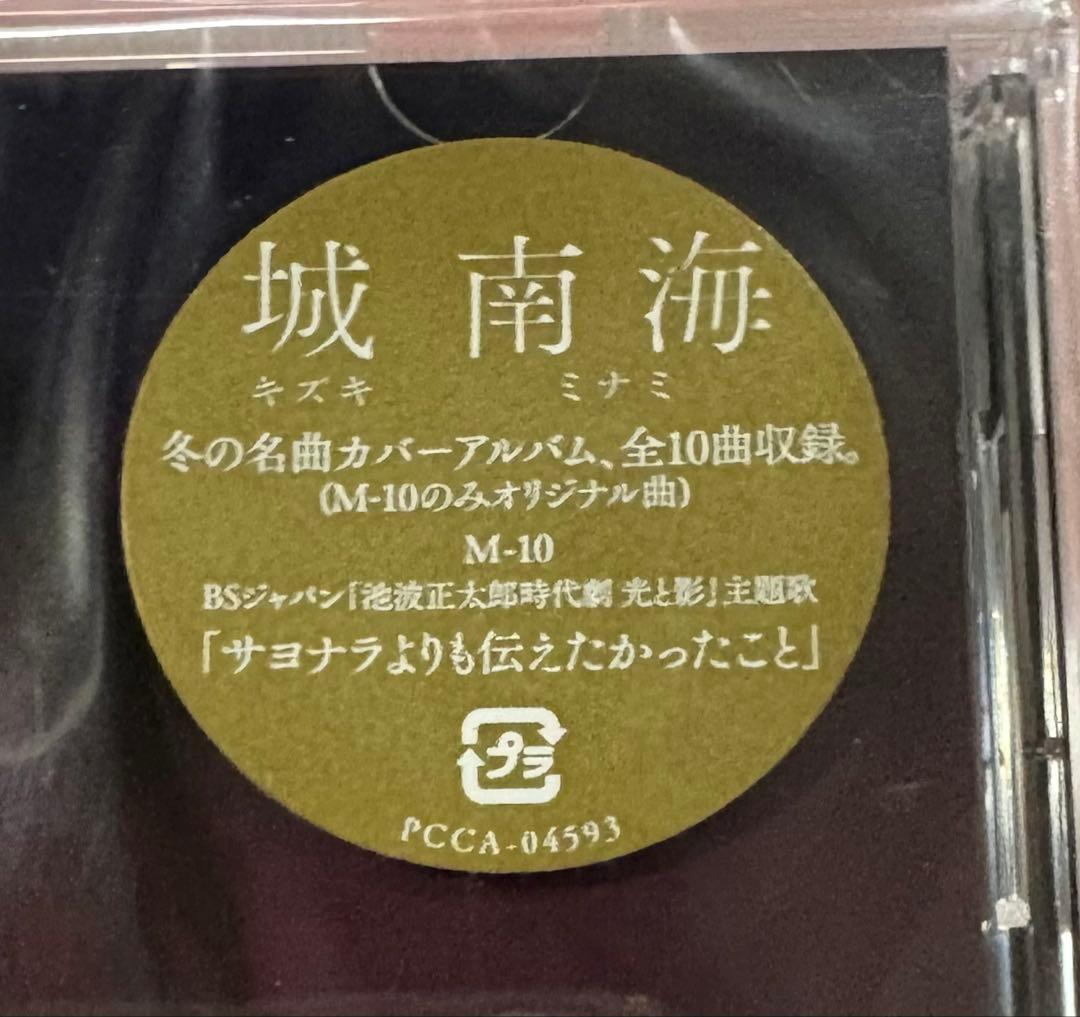 城 南 海
キズキ ミナミ
冬の名曲カバーアルバム、全10曲収録。
(M-10のみオリジナル曲)
M-10
BSジャパン「池波正太郎時代劇 光と影」主題歌
「サヨナラよりも伝えたかったこと」
プラ
PCCA-04593